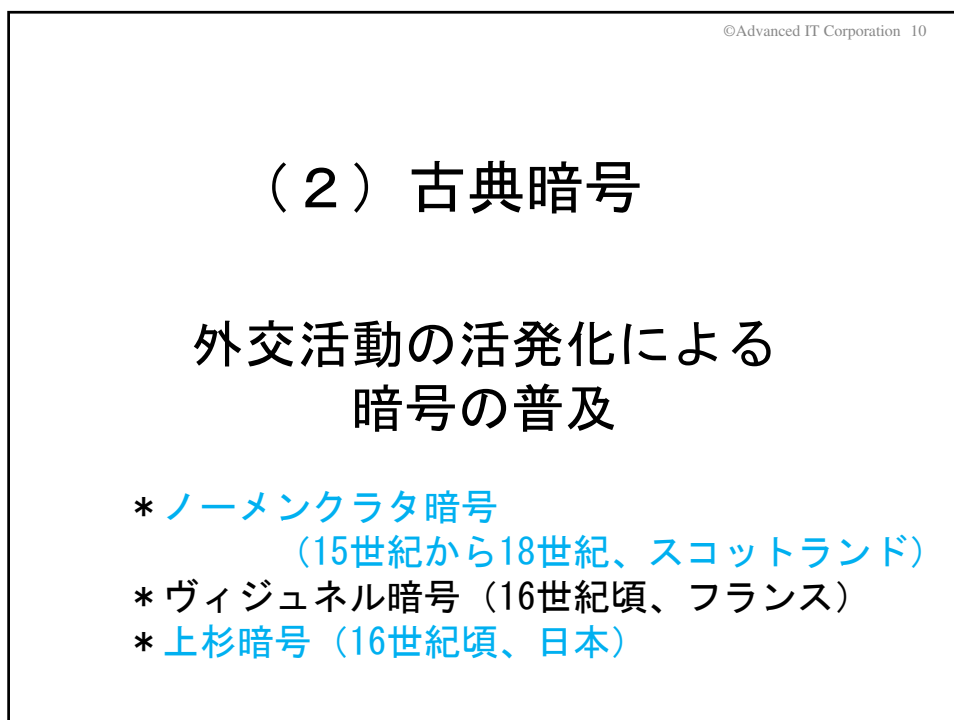 ©Advanced IT Corporation 10
（２）古典暗号
外交活動の活発化による
暗号の普及
＊ノーメンクラタ暗号
（15世紀から18世紀、スコットランド）
＊ヴィジュネル暗号（16世紀頃、フランス）
＊上杉暗号（16世紀頃、日本）